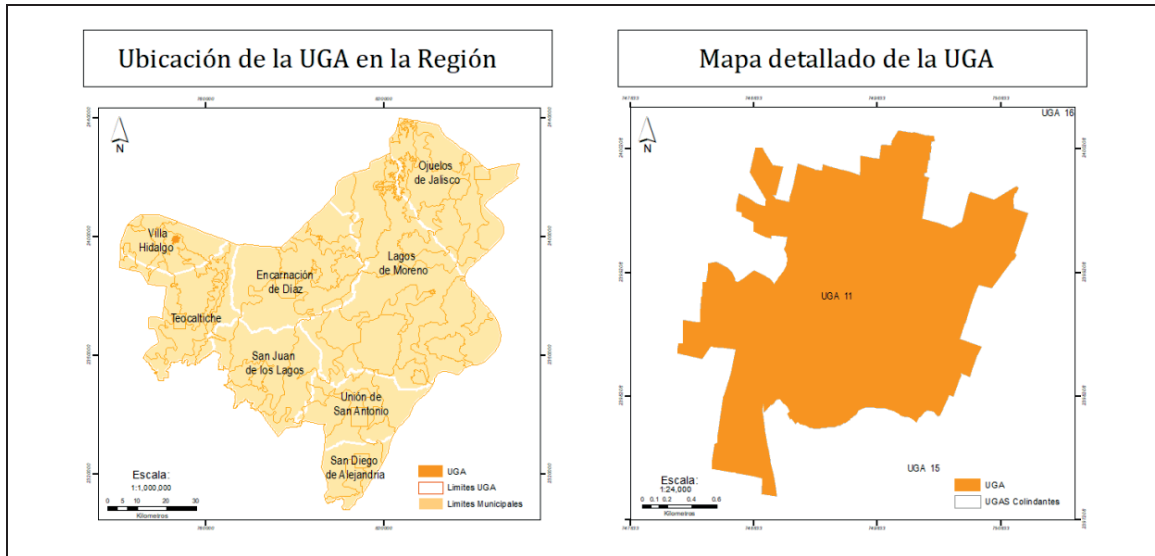 Ubicación de la UGA en la Región
N
Ojuelos
de Jalisco
Villa
Hidalgo
Lagos
de Moreno
Encarnación
de Díaz
Teocaltiche
San Juan
de los Lagos
Unión de
San Antonio
San Diego
de Alejandria
Escala:
1:1,000,000
0 5 10 20 30
Kilometros
UGA
Limites UGA
Limites Municipales
Mapa detallado de la UGA
UGA 16
N
UGA 11
UGA 15
Escala:
1:24,000
0 0.1 0.2 0.4 0.6
Kilometros
UGA
UGAS Colindantes